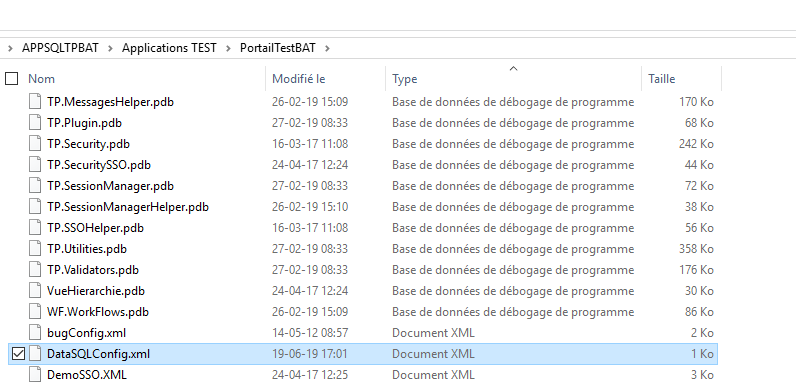 APPSQLTPBAT > Applications TEST > PortailTestBAT >
Nom Modifié le Type Taille
TP.MessagesHelper.pdb 26-02-19 15:09 Base de données de débogage de programme 170 Ko
TP.Plugin.pdb 27-02-19 08:33 Base de données de débogage de programme 68 Ko
TP.Security.pdb 16-03-17 11:08 Base de données de débogage de programme 242 Ko
TP.SecuritySSO.pdb 24-04-17 12:24 Base de données de débogage de programme 44 Ko
TP.SessionManager.pdb 27-02-19 08:33 Base de données de débogage de programme 72 Ko
TP.SessionManagerHelper.pdb 26-02-19 15:10 Base de données de débogage de programme 38 Ko
TP.SSOHelper.pdb 16-03-17 11:08 Base de données de débogage de programme 56 Ko
TP.Utilities.pdb 27-02-19 08:33 Base de données de débogage de programme 358 Ko
TP.Validators.pdb 27-02-19 08:33 Base de données de débogage de programme 176 Ko
VueHierarchie.pdb 24-04-17 12:24 Base de données de débogage de programme 30 Ko
WF.WorkFlows.pdb 26-02-19 15:09 Base de données de débogage de programme 86 Ko
bugConfig.xml 14-05-12 08:57 Document XML 2 Ko
DataSQLConfig.xml 19-06-19 17:01 Document XML 1 Ko
DemoSSO.XML 24-04-17 12:25 Document XML 3 Ko